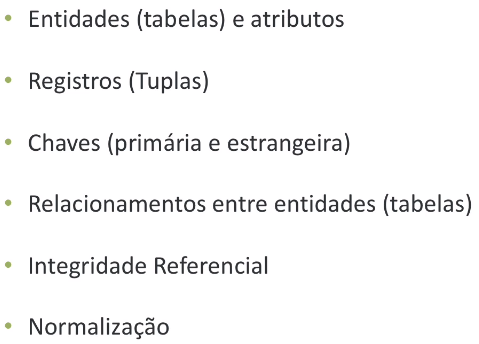 • Entidades (tabelas) e atributos
• Registros (Tuplas)
• Chaves (primária e estrangeira)
• Relacionamentos entre entidades (tabelas)
• Integridade Referencial
• Normalização